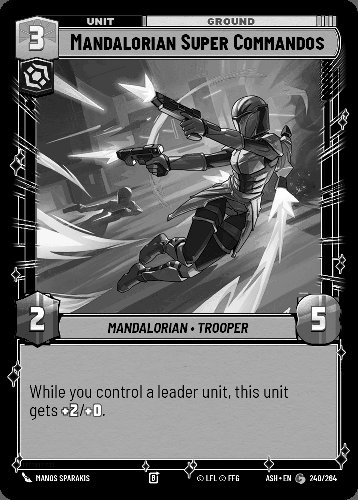 UNIT
GROUND
3
MANDALORIAN SUPER COMMANDOS
2
5
MANDALORIAN • TROOPER
While you control a leader unit, this unit
gets +2/+0.
MANOS SPARAKIS
© LFL © FFG
ASH • EN
240/264